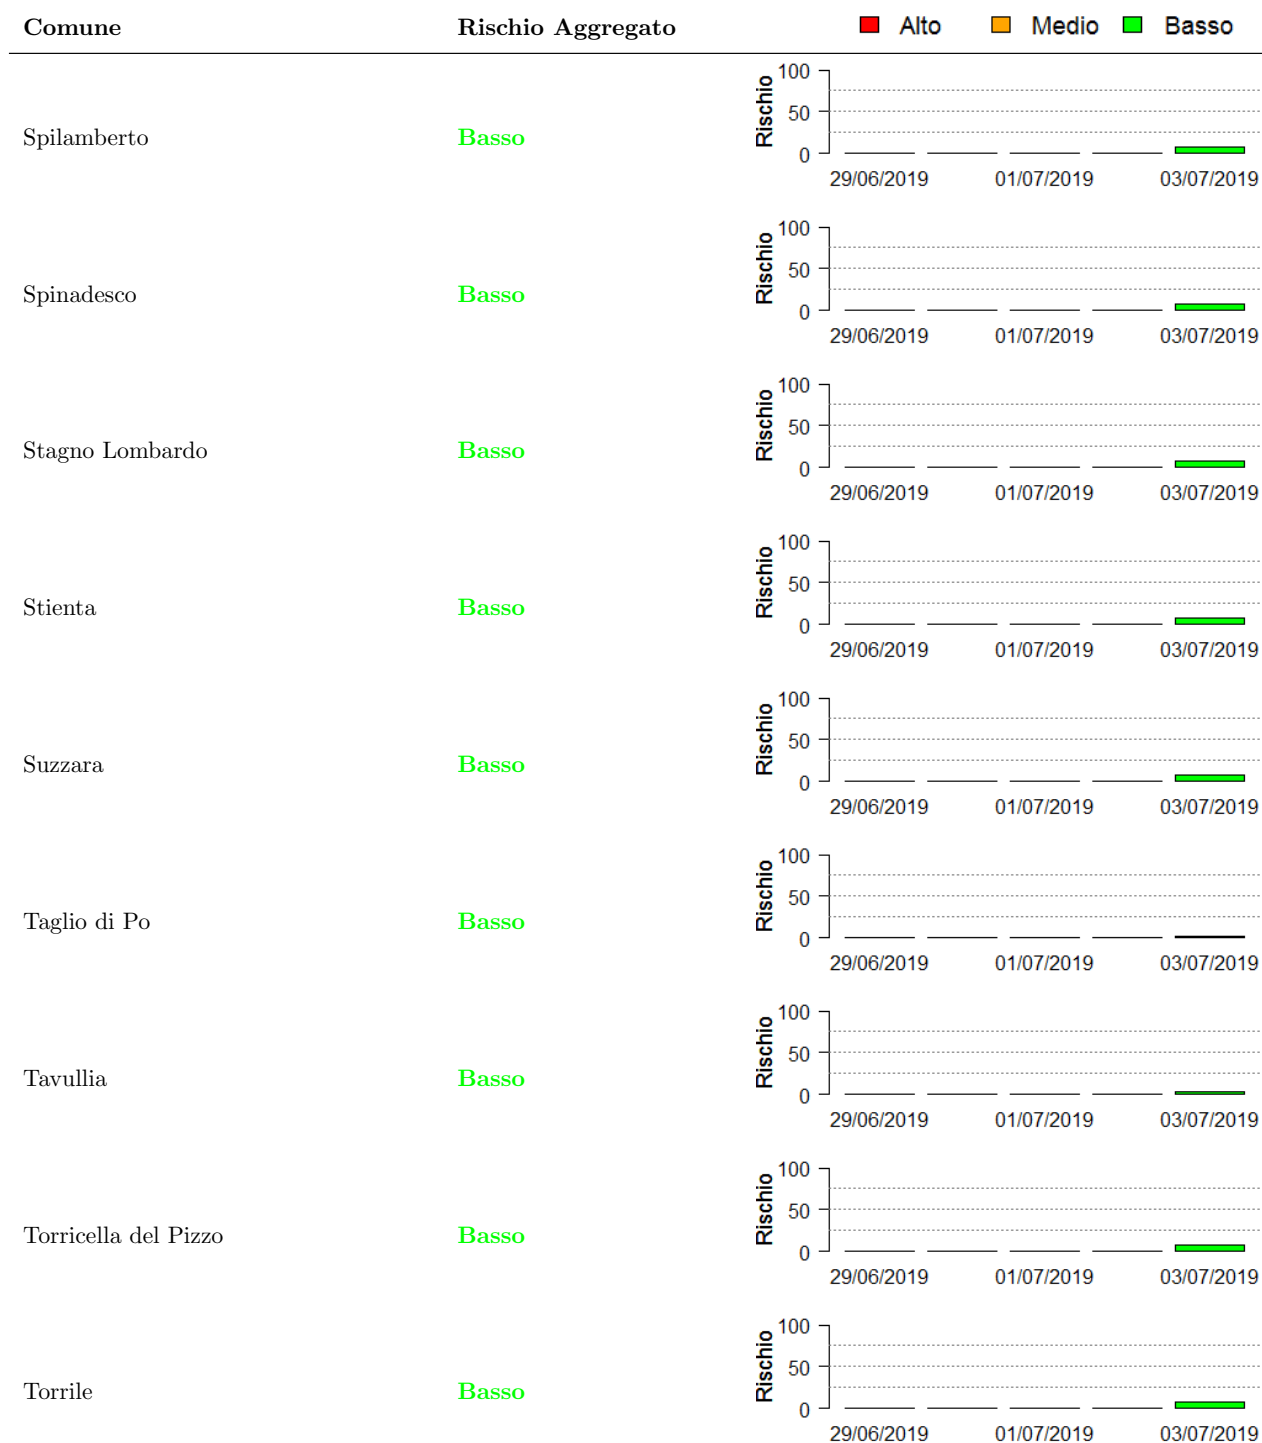 Comune Rischio Aggregato Alto Medio Basso
Spilamberto Basso Rischio 100 50 0
29/06/2019 01/07/2019 03/07/2019
Spinadesco Basso Rischio 100 50 0
29/06/2019 01/07/2019 03/07/2019
Stagno Lombardo Basso Rischio 100 50 0
29/06/2019 01/07/2019 03/07/2019
Stienta Basso Rischio 100 50 0
29/06/2019 01/07/2019 03/07/2019
Suzzara Basso Rischio 100 50 0
29/06/2019 01/07/2019 03/07/2019
Taglio di Po Basso Rischio 100 50 0
29/06/2019 01/07/2019 03/07/2019
Tavullia Basso Rischio 100 50 0
29/06/2019 01/07/2019 03/07/2019
Torricella del Pizzo Basso Rischio 100 50 0
29/06/2019 01/07/2019 03/07/2019
Torrile Basso Rischio 100 50 0
29/06/2019 01/07/2019 03/07/2019